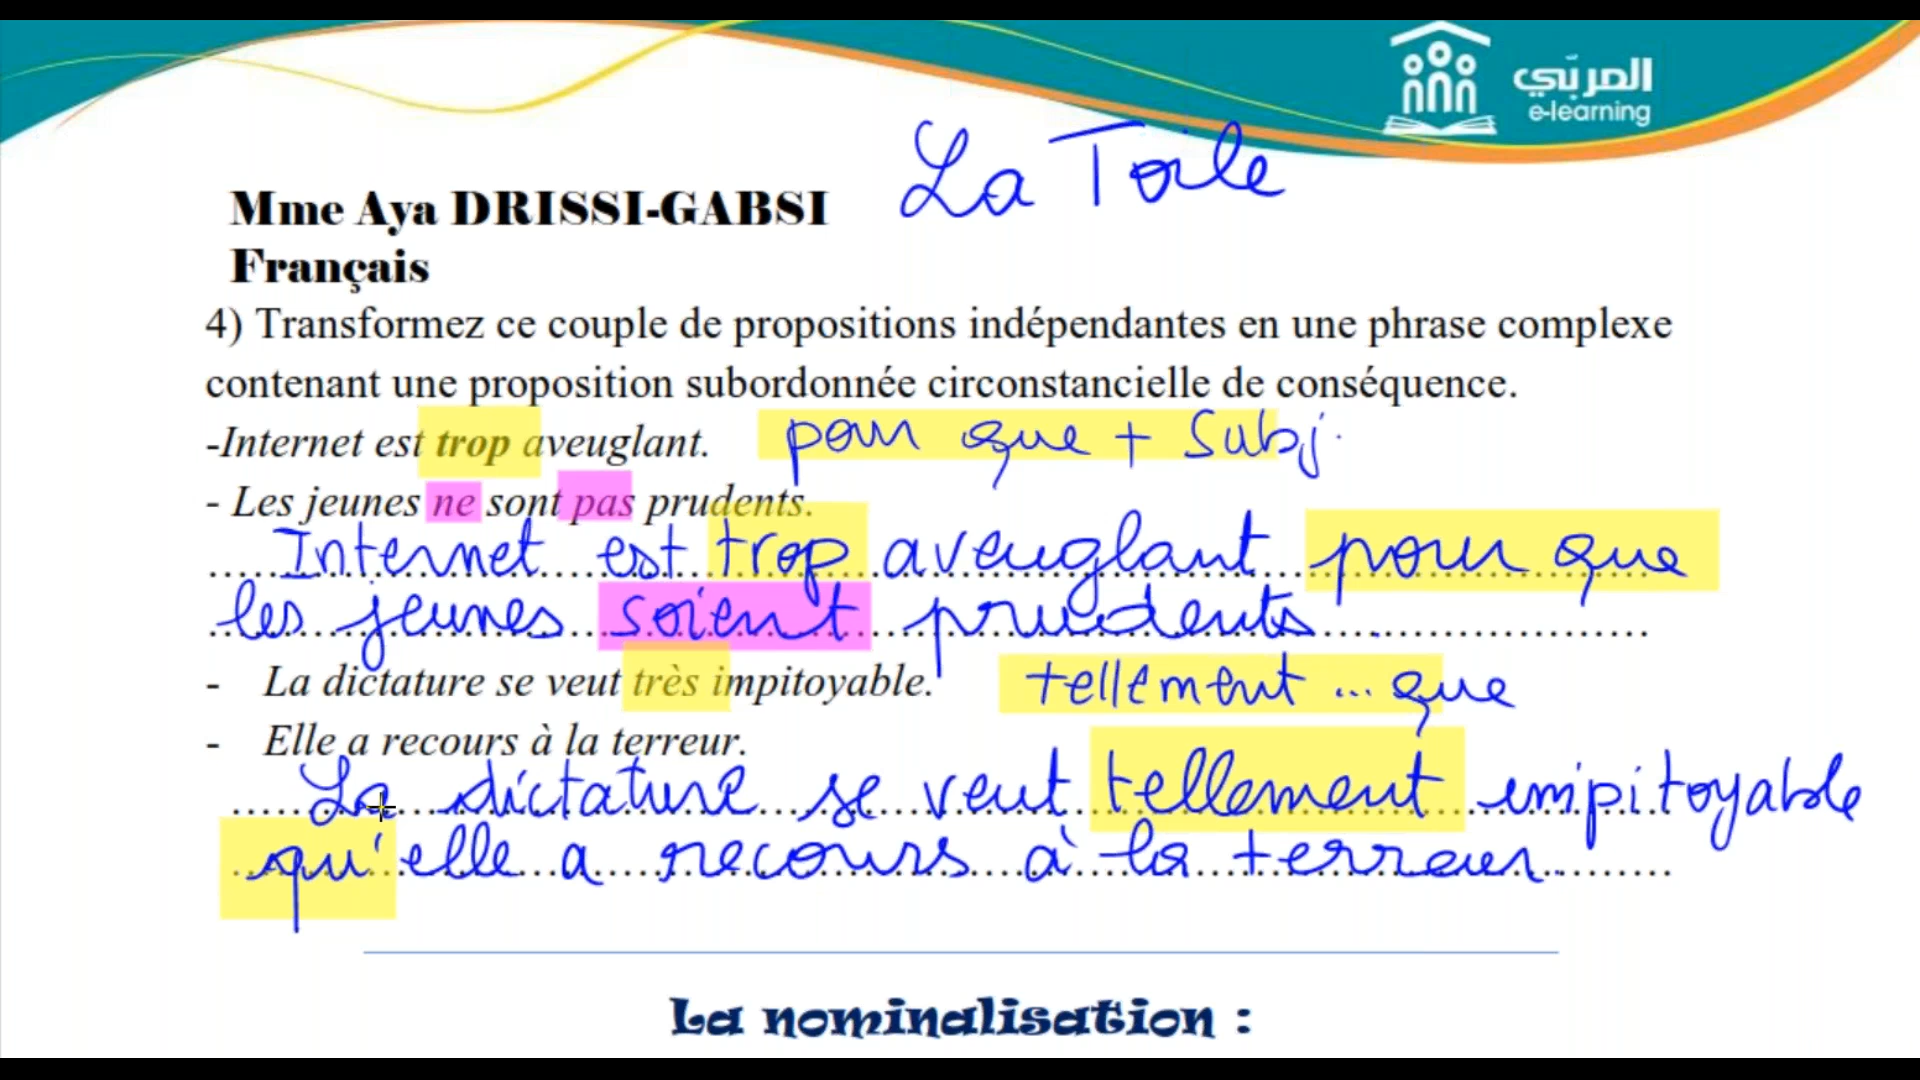 المربّي
e-learning
La Toile
Mme Aya DRISSI-GABSI
Français
4) Transformez ce couple de propositions indépendantes en une phrase complexe
contenant une proposition subordonnée circonstancielle de conséquence.
-Internet est trop aveuglant. pour que + Subj.
- Les jeunes ne sont pas prudents.
Internet est trop aveuglant pour que
les jeunes soient prudents.
- La dictature se veut très impitoyable. tellement ... que
- Elle a recours à la terreur.
La dictature se veut tellement impitoyable
qu'elle a recours à la terreur.
La nominalisation :